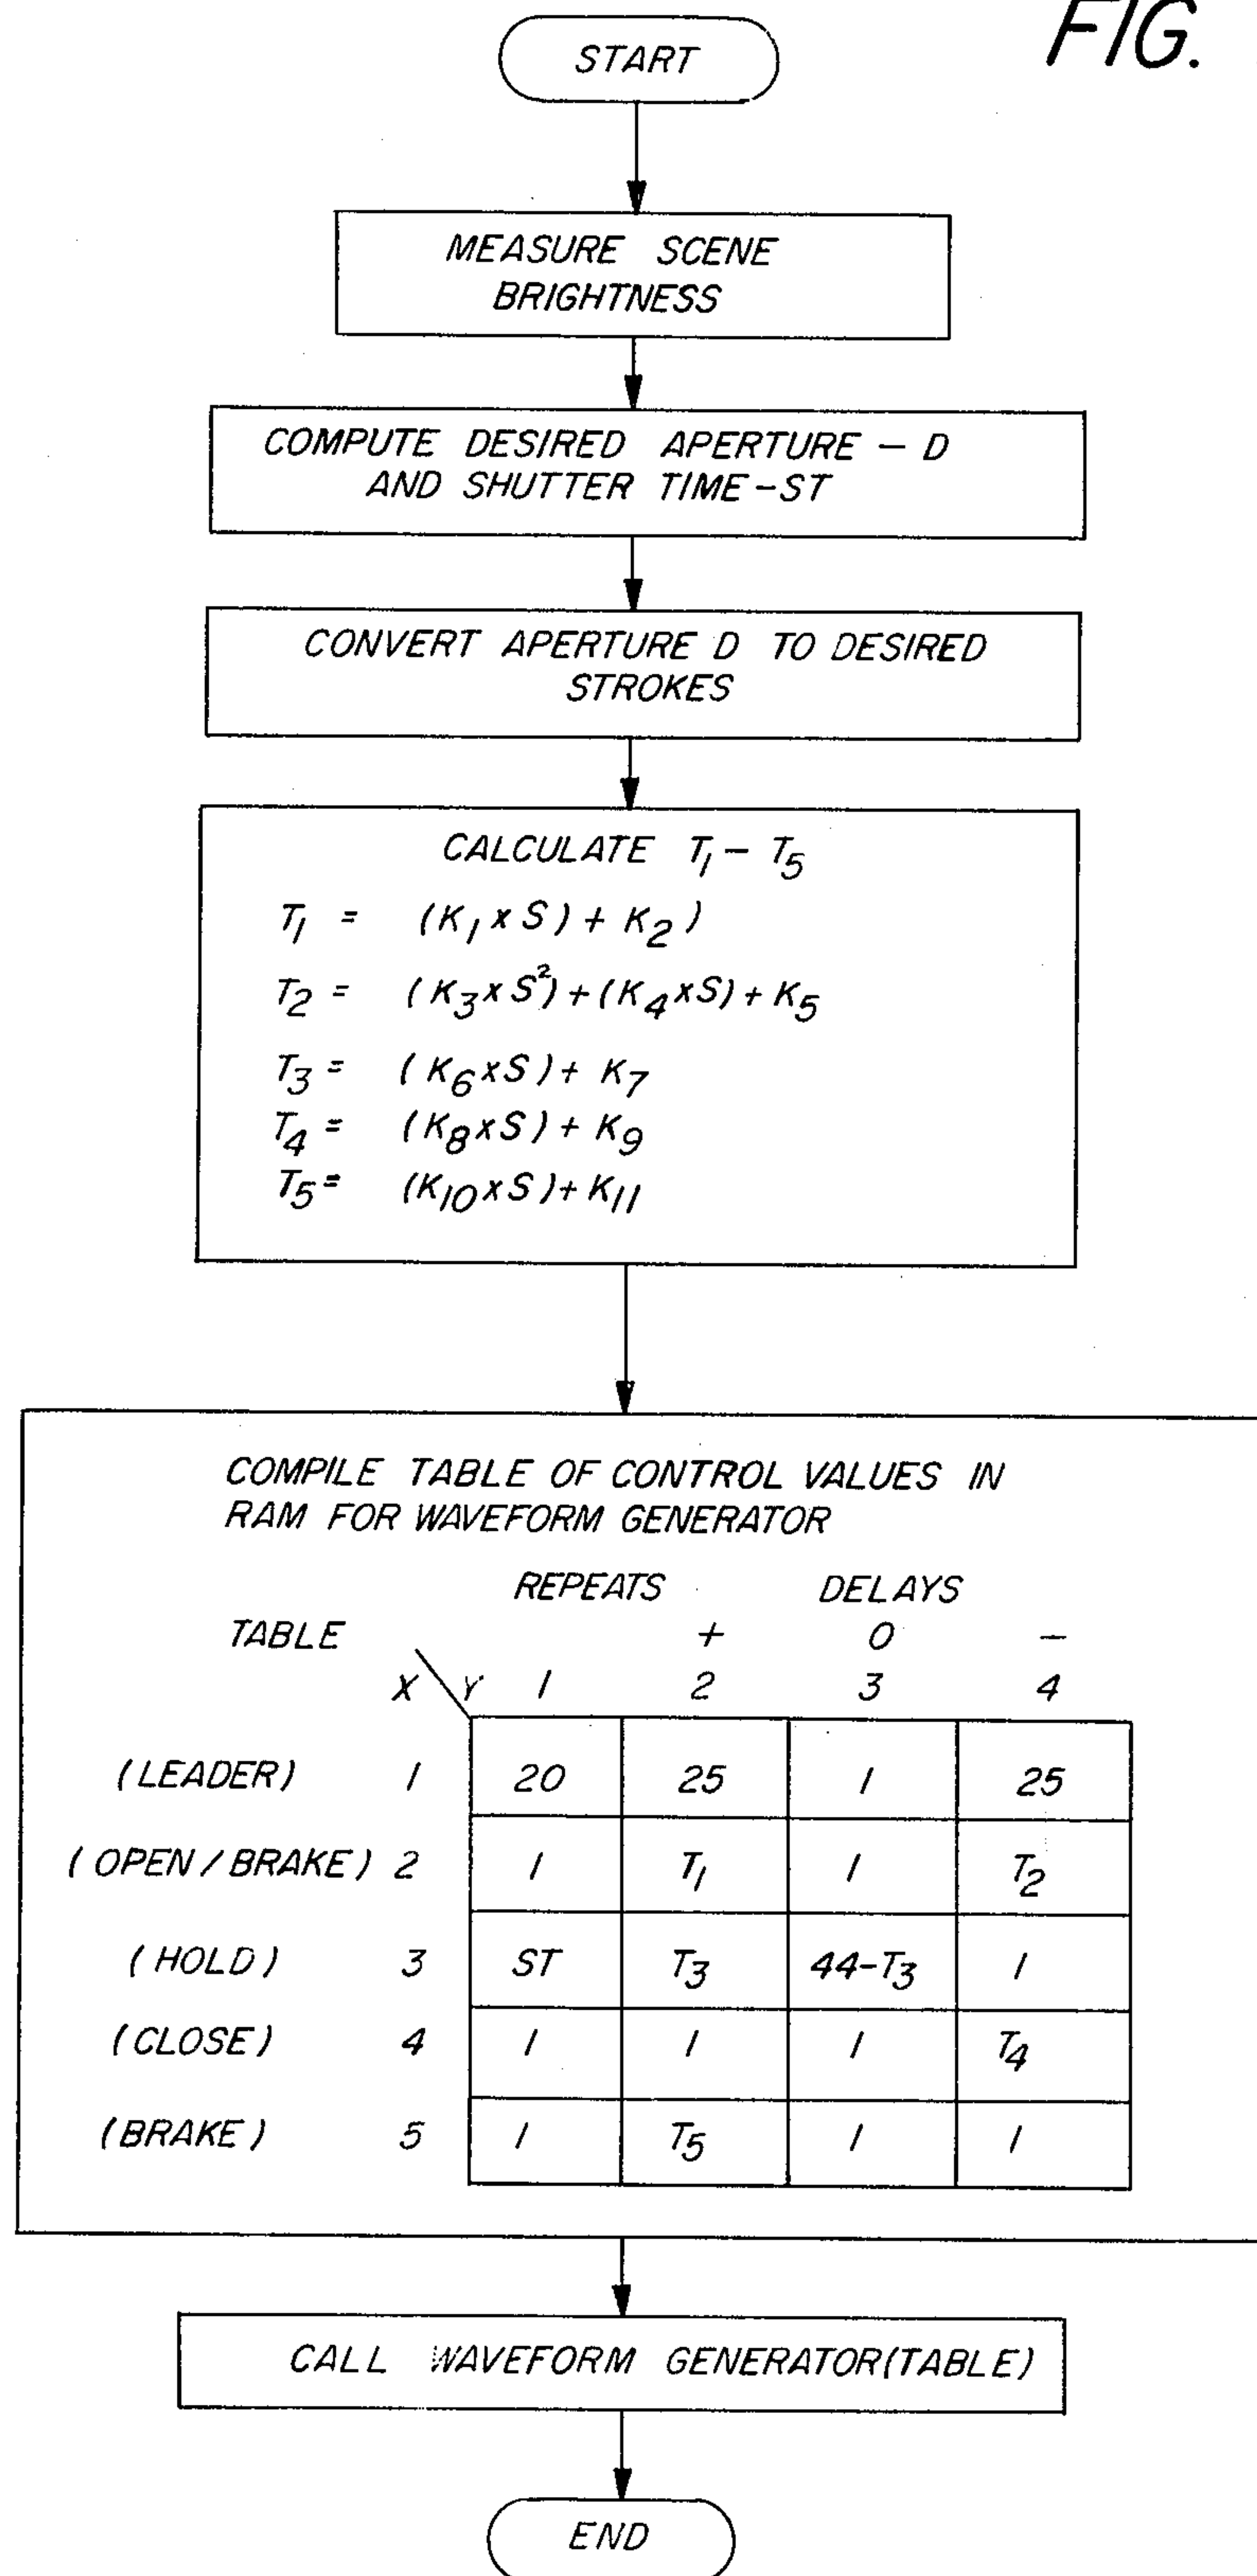 FIG.
START
MEASURE SCENE
BRIGHTNESS
COMPUTE DESIRED APERTURE — D
AND SHUTTER TIME-ST
CONVERT APERTURE D TO DESIRED
STROKES
CALCULATE T₁ — T₅
T₁ = (K₁ x S) + K₂ )
T₂ = (K₃ x S²) + (K₄ x S) + K₅
T₃ = (K₆ x S) + K₇
T₄ = (K₈ x S) + K₉
T₅ = (K₁₀ x S) + K₁₁
COMPILE TABLE OF CONTROL VALUES IN
RAM FOR WAVEFORM GENERATOR
REPEATS DELAYS
TABLE + 0 —
X Y 1 2 3 4
(LEADER) 1 20 25 1 25
(OPEN/BRAKE) 2 1 T₁ 1 T₂
(HOLD) 3 ST T₃ 44-T₃ 1
(CLOSE) 4 1 1 1 T₄
(BRAKE) 5 1 T₅ 1 1
CALL WAVEFORM GENERATOR(TABLE)
END